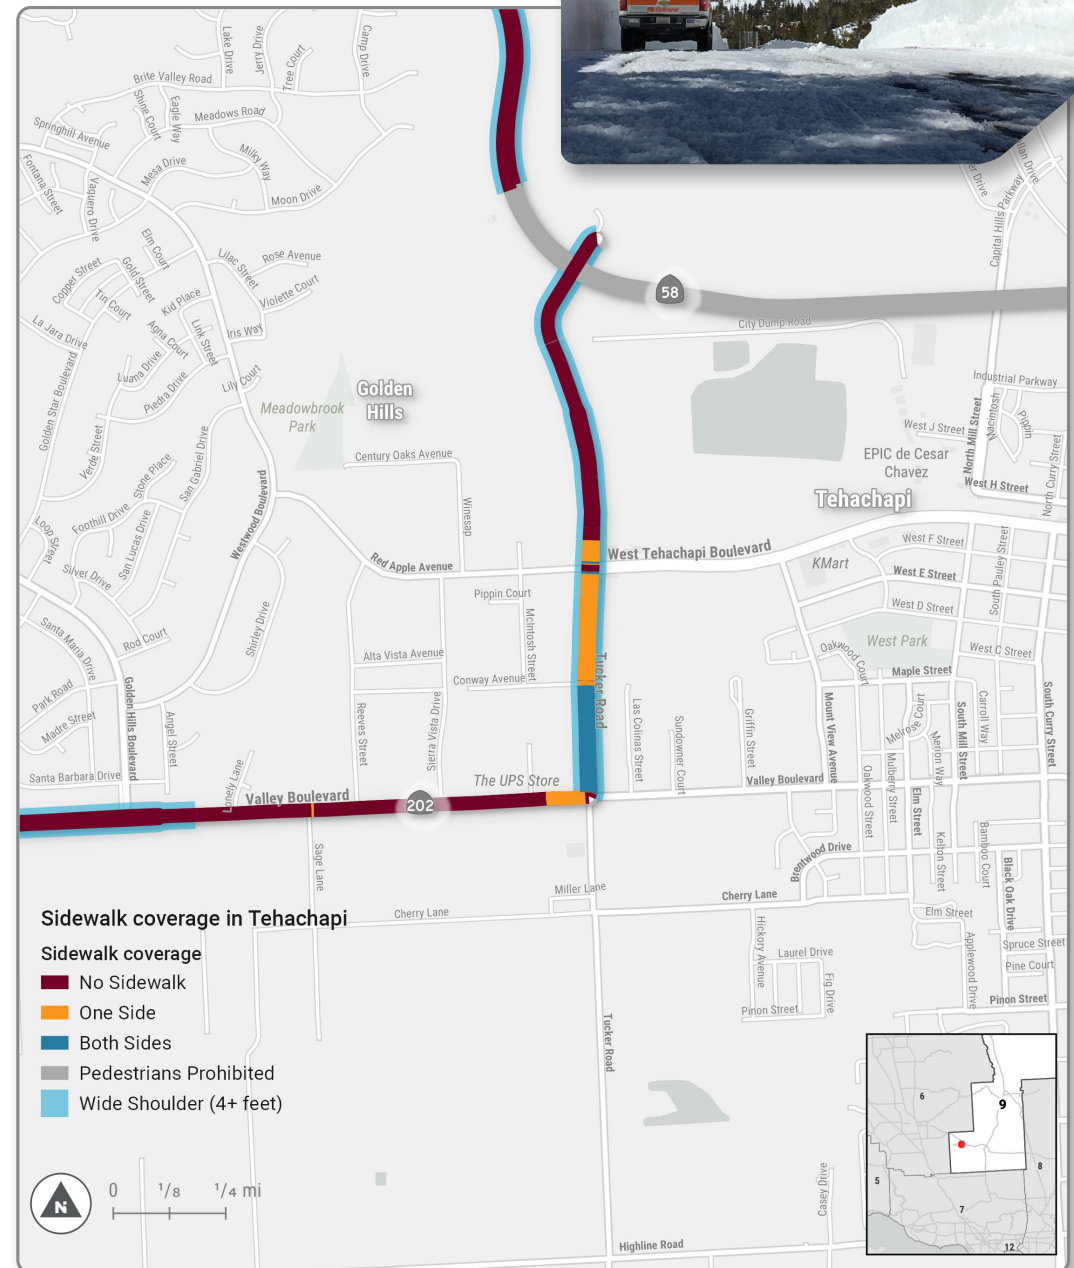 Lake Drive
Jerry Drive
Tree Court
Camp Drive
Brite Valley Road
Shine Court
Eagle Way
Meadows Road
Springhill Avenue
Fontana Street
Vaquero Drive
Mesa Drive
Milky Way
Moon Drive
Capital Hills Parkway
Elm Court
Gold Street
Copper Street
Tin Court
Kid Place
Lilac Street
Rose Avenue
Violette Court
Iris Way
Link Street
Agna Court
La Jara Drive
Luana Drive
Piedra Drive
Lily Court
58
City Dump Road
Golden Star Boulevard
Verde Street
Golden
Hills
Meadowbrook
Park
Industrial Parkway
Macintosh
Pippin
West J Street
North Mill Street
North Curry Street
West H Street
EPIC de Cesar
Chavez
Tehachapi
Century Oaks Avenue
Winesap
Stone Place
San Gabriel Drive
Foothill Drive
San Lucas Drive
Loop Street
Silver Drive
Westwood Boulevard
Red Apple Avenue
West Tehachapi Boulevard
KMart
West F Street
West E Street
West D Street
South Pauley Street
West Park
West C Street
Oakwood Court
Maple Street
Pippin Court
McIntosh Street
Shirley Drive
Santa Maria Drive
Rod Court
Alta Vista Avenue
Conway Avenue
Tucker Road
Park Road
Madre Street
Golden Hills Boulevard
Angel Street
Reeves Street
Sierra Vista Drive
Las Colinas Street
Sundowner Court
Griffin Street
Mount View Avenue
Melrose Court
Merlon Way
South Mill Street
Carroll Way
South Curry Street
Santa Barbara Drive
Lonely Lane
Valley Boulevard
202
The UPS Store
Valley Boulevard
Oakwood Street
Mulberry Street
Elm Street
Kelton Street
Bamboo Court
Black Oak Drive
Brentwood Drive
Sage Lane
Miller Lane
Cherry Lane
Cherry Lane
Elm Street
Hickory Avenue
Laurel Drive
Fig Drive
Pinon Street
Applewood Drive
Spruce Street
Pine Court
Pinon Street
Tucker Road
Casey Drive
Highline Road
Sidewalk coverage in Tehachapi
Sidewalk coverage
No Sidewalk
One Side
Both Sides
Pedestrians Prohibited
Wide Shoulder (4+ feet)
N
0 1/8 1/4 mi
6
9
8
5
7
12